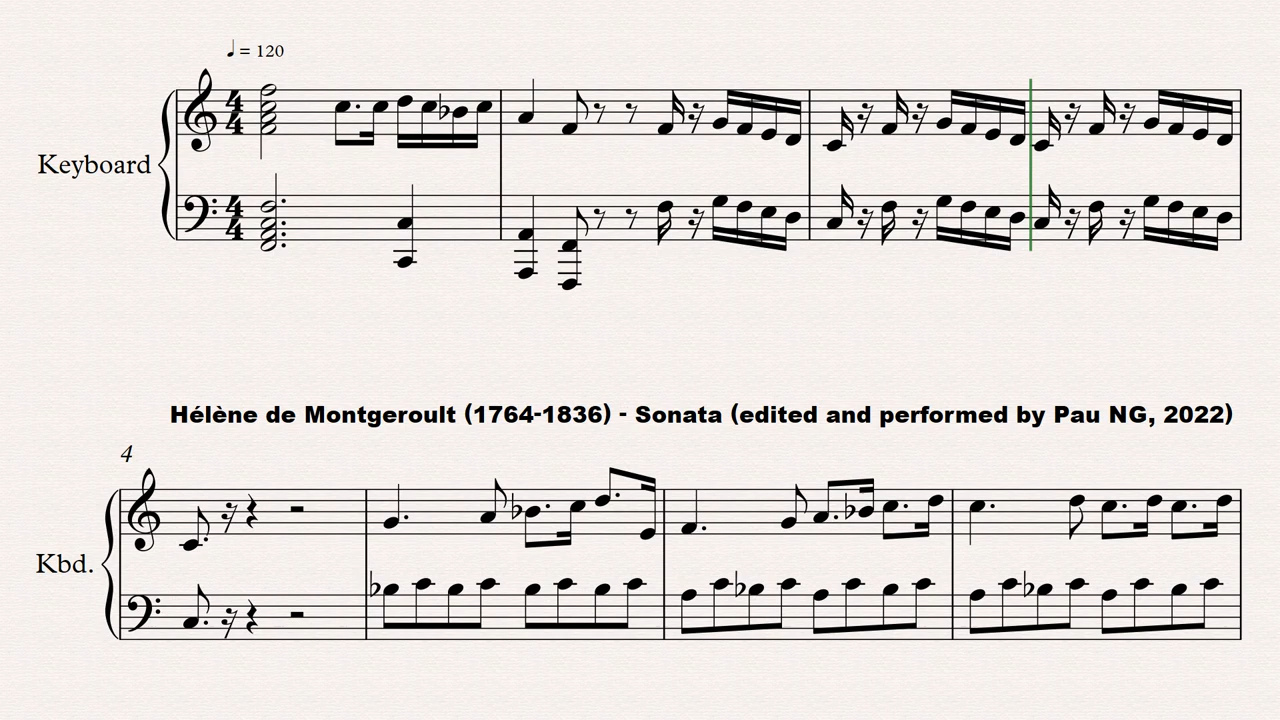 ♩ = 120
Keyboard
Hélène de Montgeroult (1764-1836) - Sonata (edited and performed by Pau NG, 2022)
4
Kbd.